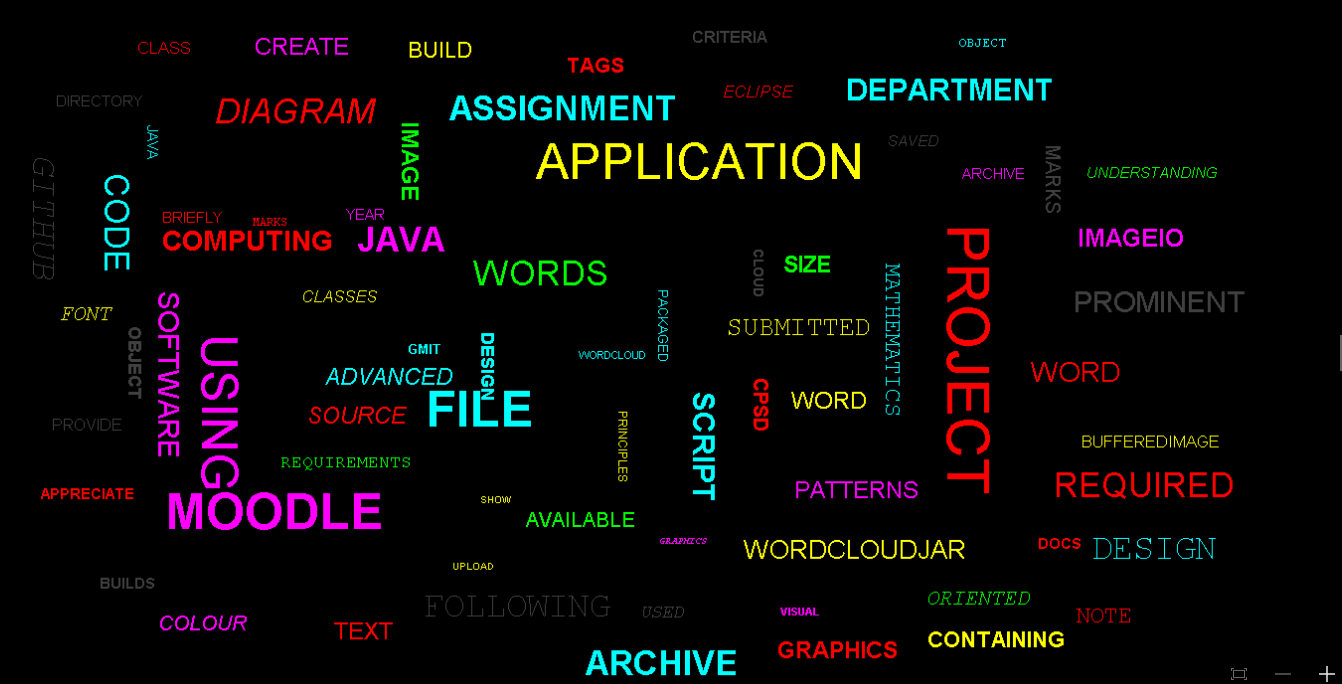 CLASS
CREATE
BUILD
TAGS
CRITERIA
OBJECT
DIRECTORY
DIAGRAM
ASSIGNMENT
ECLIPSE
DEPARTMENT
JAVA
IMAGE
APPLICATION
SAVED
ARCHIVE
MARKS
UNDERSTANDING
GITHUB
CODE
BRIEFLY
MARKS
YEAR
COMPUTING
JAVA
WORDS
CLOUD
SIZE
MATHEMATICS
PROJECT
IMAGEIO
CLASSES
PROMINENT
FONT
OBJECT
SOFTWARE
USING
PACKAGED
SUBMITTED
GMIT
DESIGN
WORDCLOUD
ADVANCED
CPSD
WORD
WORD
SOURCE
FILE
PRINCIPLES
SCRIPT
PROVIDE
BUFFEREDIMAGE
REQUIREMENTS
APPRECIATE
MOODLE
SHOW
AVAILABLE
PATTERNS
REQUIRED
GRAPHICS
WORDCLOUDJAR
DOCS
DESIGN
BUILDS
UPLOAD
COLOUR
TEXT
FOLLOWING
USED
VISUAL
ORIENTED
NOTE
ARCHIVE
GRAPHICS
CONTAINING